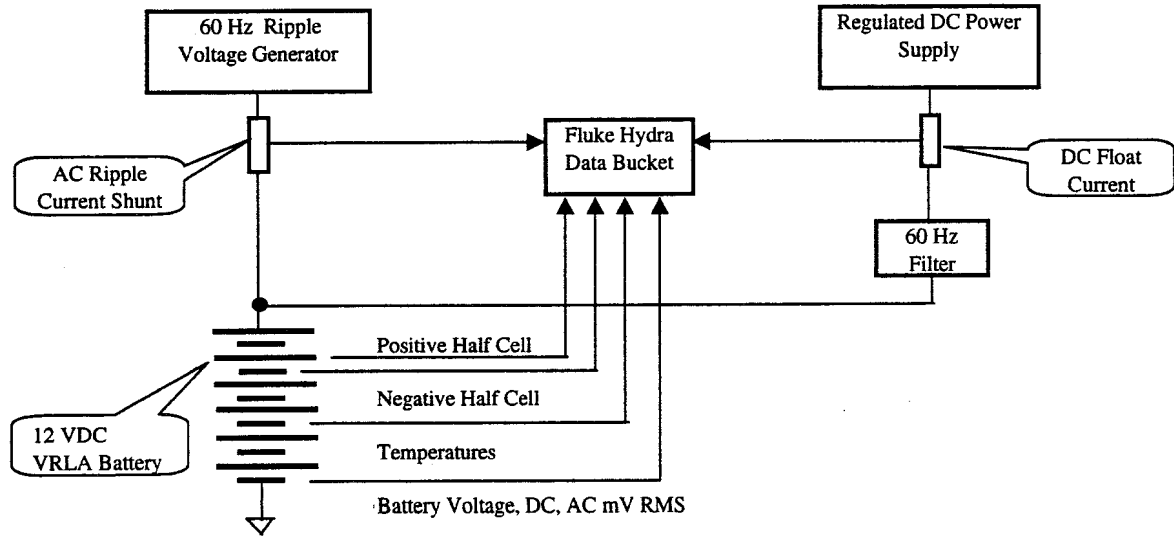 60 Hz Ripple
Voltage Generator
Regulated DC Power
Supply
Fluke Hydra
Data Bucket
AC Ripple
Current Shunt
DC Float
Current
60 Hz
Filter
Positive Half Cell
Negative Half Cell
12 VDC
VRLA Battery
Temperatures
Battery Voltage, DC, AC mV RMS